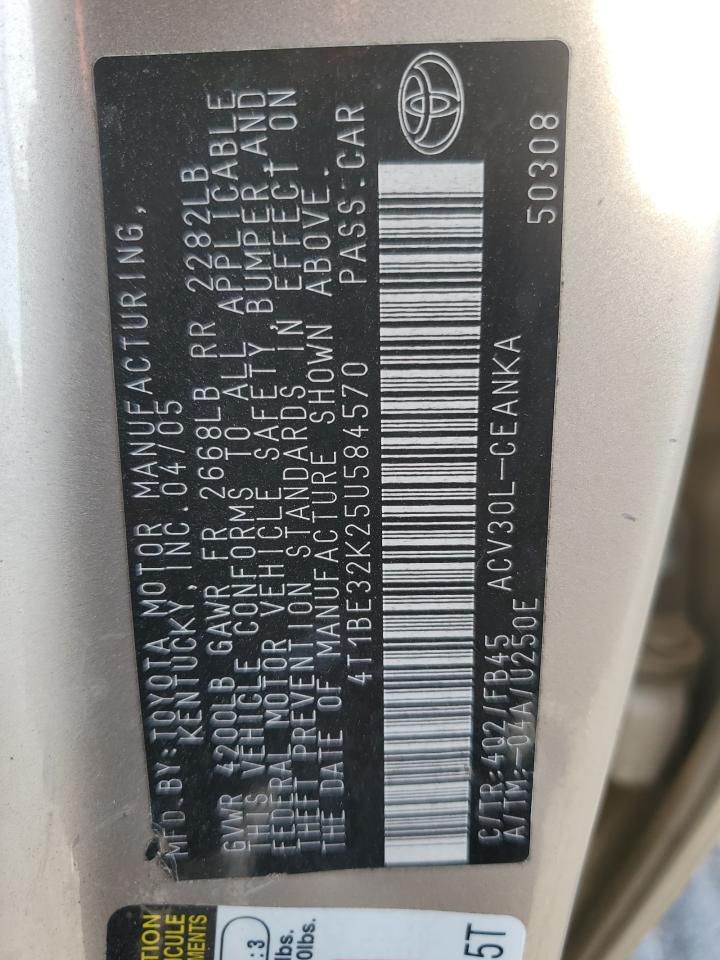 MFD.BY:TOYOTA MOTOR MANUFACTURING,
KENTUCKY, INC.04/05
GVWR 4200LB GAWR FR 2668LB RR 2282LB
THIS VEHICLE CONFORMS TO ALL APPLICABLE
FEDERAL MOTOR VEHICLE SAFETY, BUMPER,AND
THEFT PREVENTION STANDARDS IN EFFECT ON
THE DATE OF MANUFACTURE SHOWN ABOVE.
4T1BE32K25U584570 PASS.CAR
C/TR:4Q2/FB45 ACV30L-CEANKA
A/TM:-04A/U250E
50308
5T